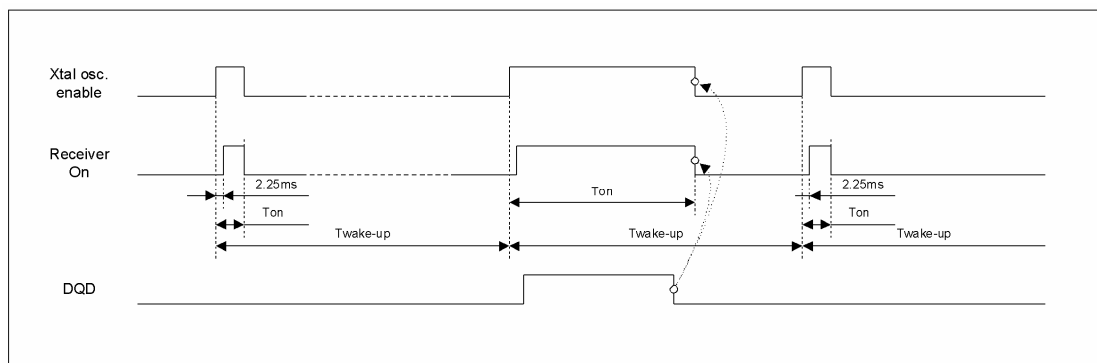 Xtal osc.
enable
Receiver
On
2.25ms
2.25ms
Ton
Ton
Ton
Twake-up
Twake-up
Twake-up
DQD